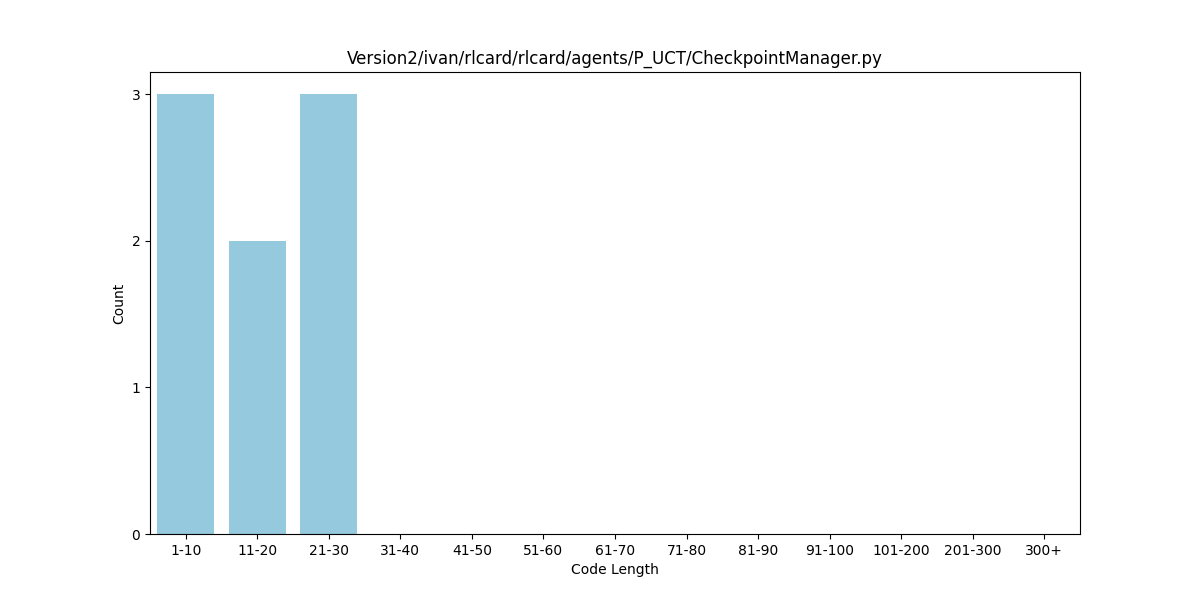 Version2/ivan/rlcard/rlcard/agents/P_UCT/CheckpointManager.py
3
2
1
0
Count
1-10 11-20 21-30 31-40 41-50 51-60 61-70 71-80 81-90 91-100 101-200 201-300 300+
Code Length